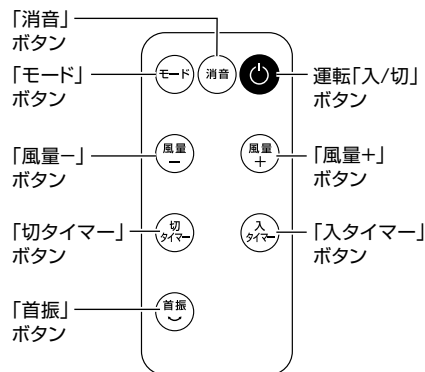 「消音」
ボタン
「モード」
ボタン
モード
消音
運転「入/切」
ボタン
「風量−」
ボタン
風量
−
風量
+
「風量+」
ボタン
「切タイマー」
ボタン
切
タイマー
入
タイマー
「入タイマー」
ボタン
「首振」
ボタン
首振